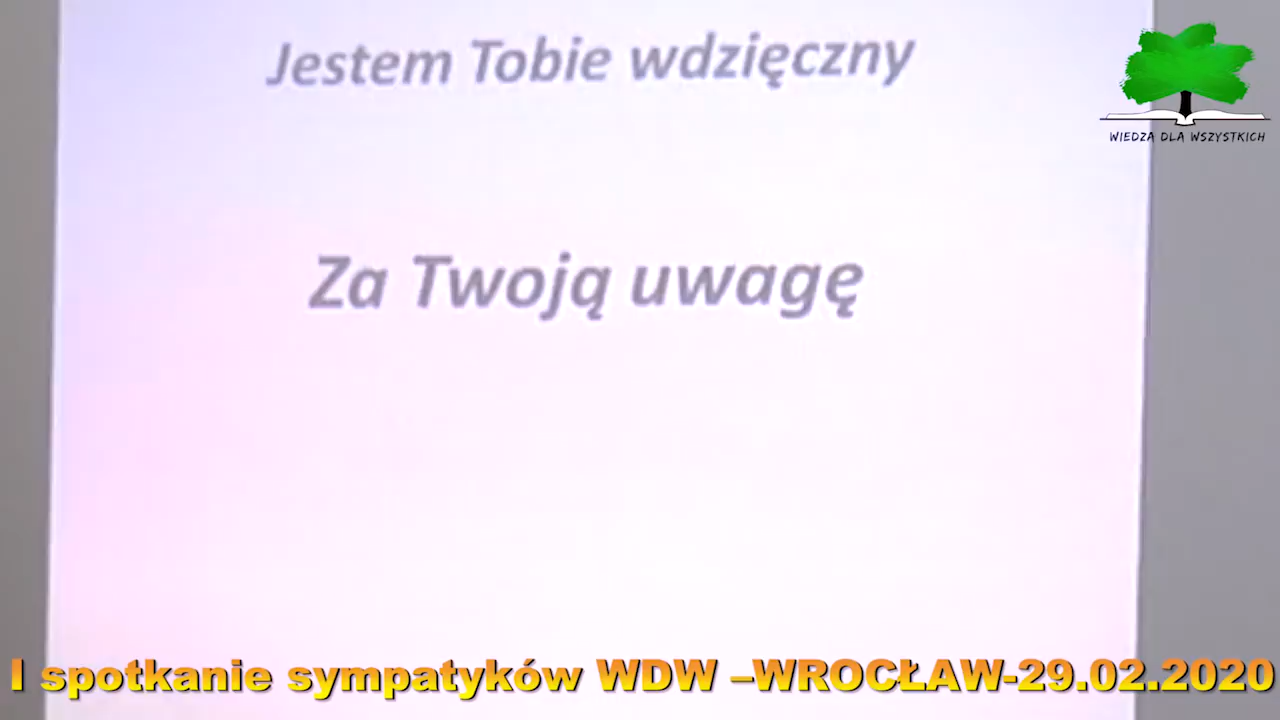 Jestem Tobie wdzięczny
WIEDZA DLA WSZYSTKICH
Za Twoją uwagę
I spotkanie sympatyków WDW –WROCŁAW-29.02.2020